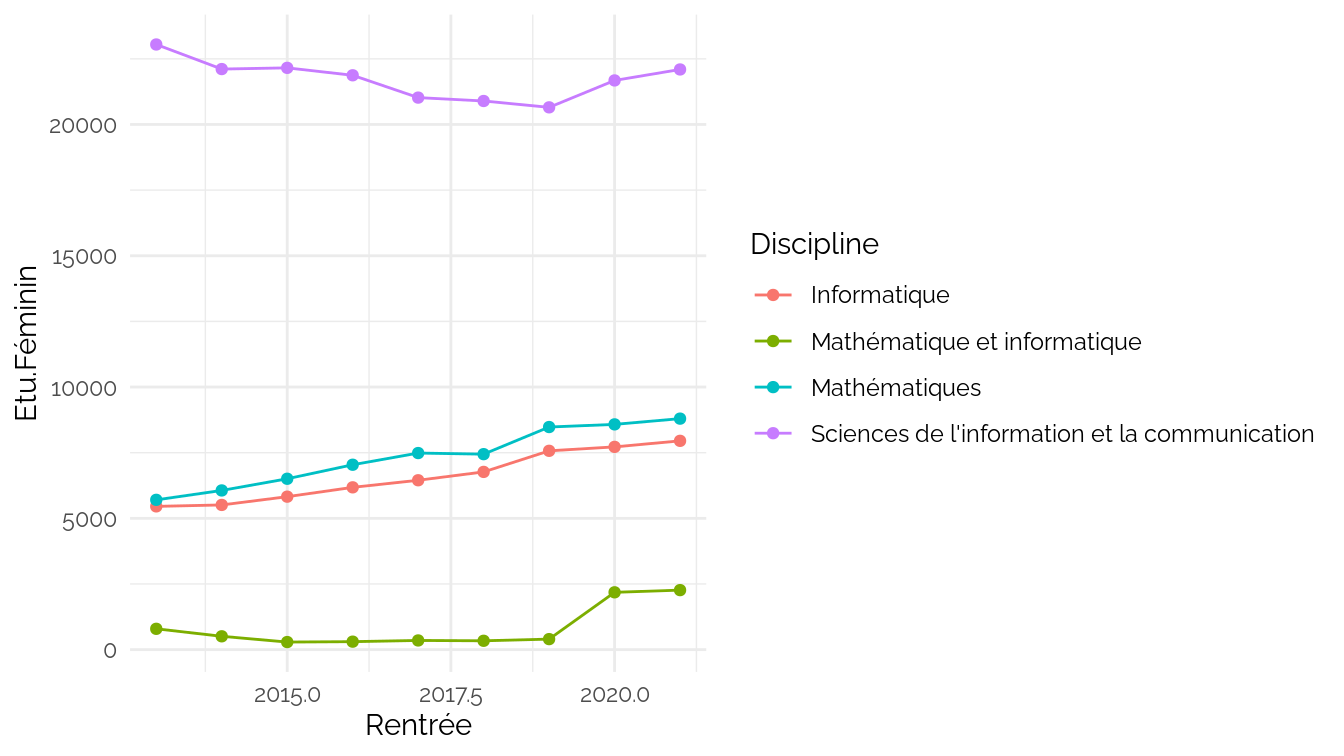 20000
15000
10000
5000
0
Etu.Féminin
2015.0
2017.5
2020.0
Rentrée
Discipline
Informatique
Mathématique et informatique
Mathématiques
Sciences de l'information et la communication